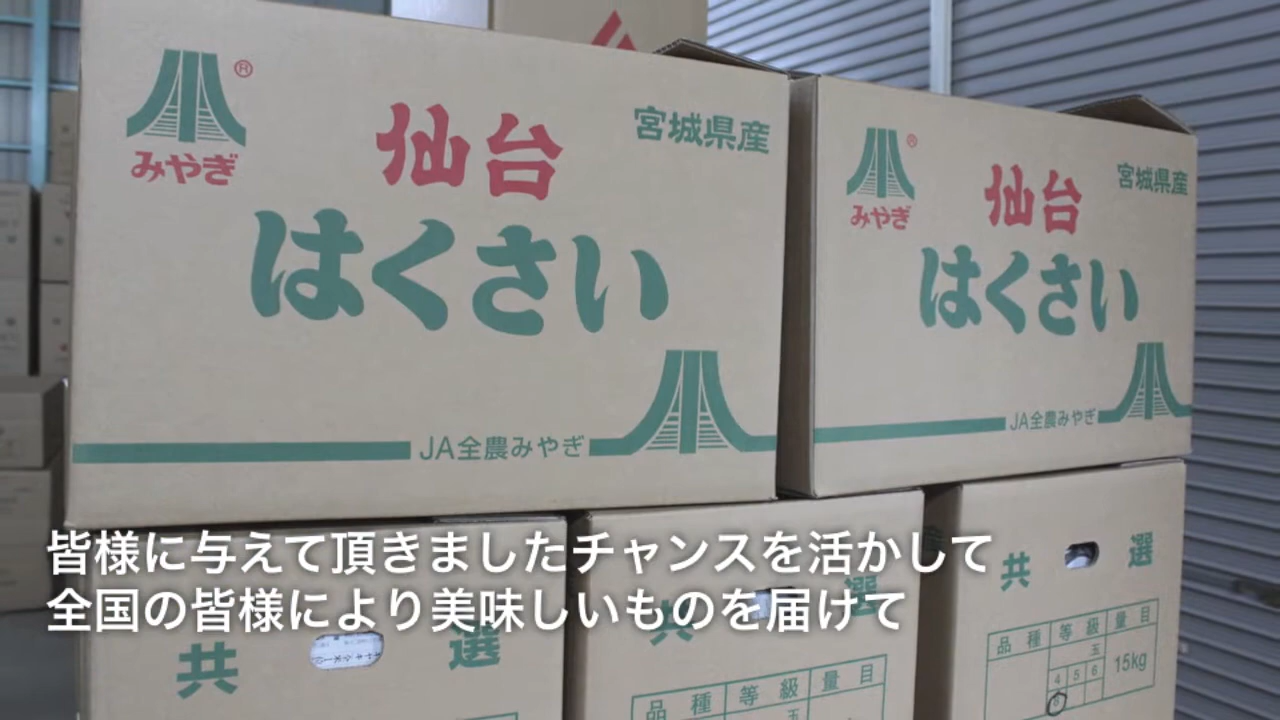 ®
みやぎ
仙台
宮城県産
はくさい
JA全農みやぎ
®
みやぎ
仙台
宮城県産
はくさい
JA全農みやぎ
皆様に与えて頂きましたチャンスを活かして
全国の皆様により美味しいものを届けて
共 選
共 選
品種 等級 量目
玉
共 選
品種 等級 量目
玉
4 5 6
15kg
8